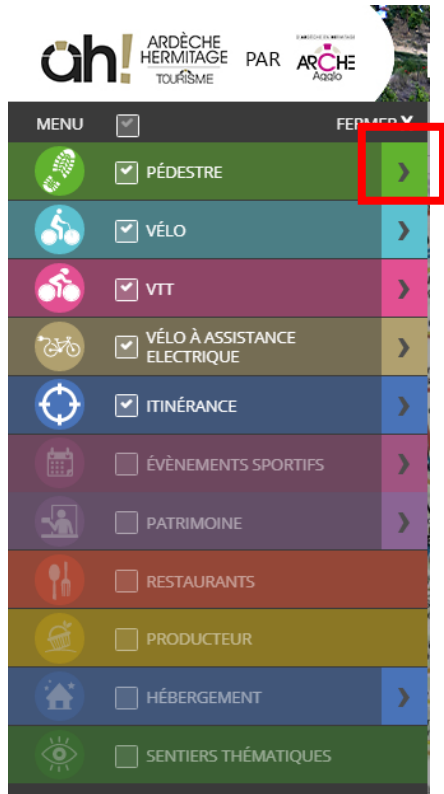 ah! ARDÈCHE HERMITAGE TOURISME PAR ARCHE Agglo
MENU FERMER X
PÉDESTRE
VÉLO
VTT
VÉLO À ASSISTANCE
ELECTRIQUE
ITINÉRANCE
ÉVÈNEMENTS SPORTIFS
PATRIMOINE
RESTAURANTS
PRODUCTEUR
HÉBERGEMENT
SENTIERS THÉMATIQUES